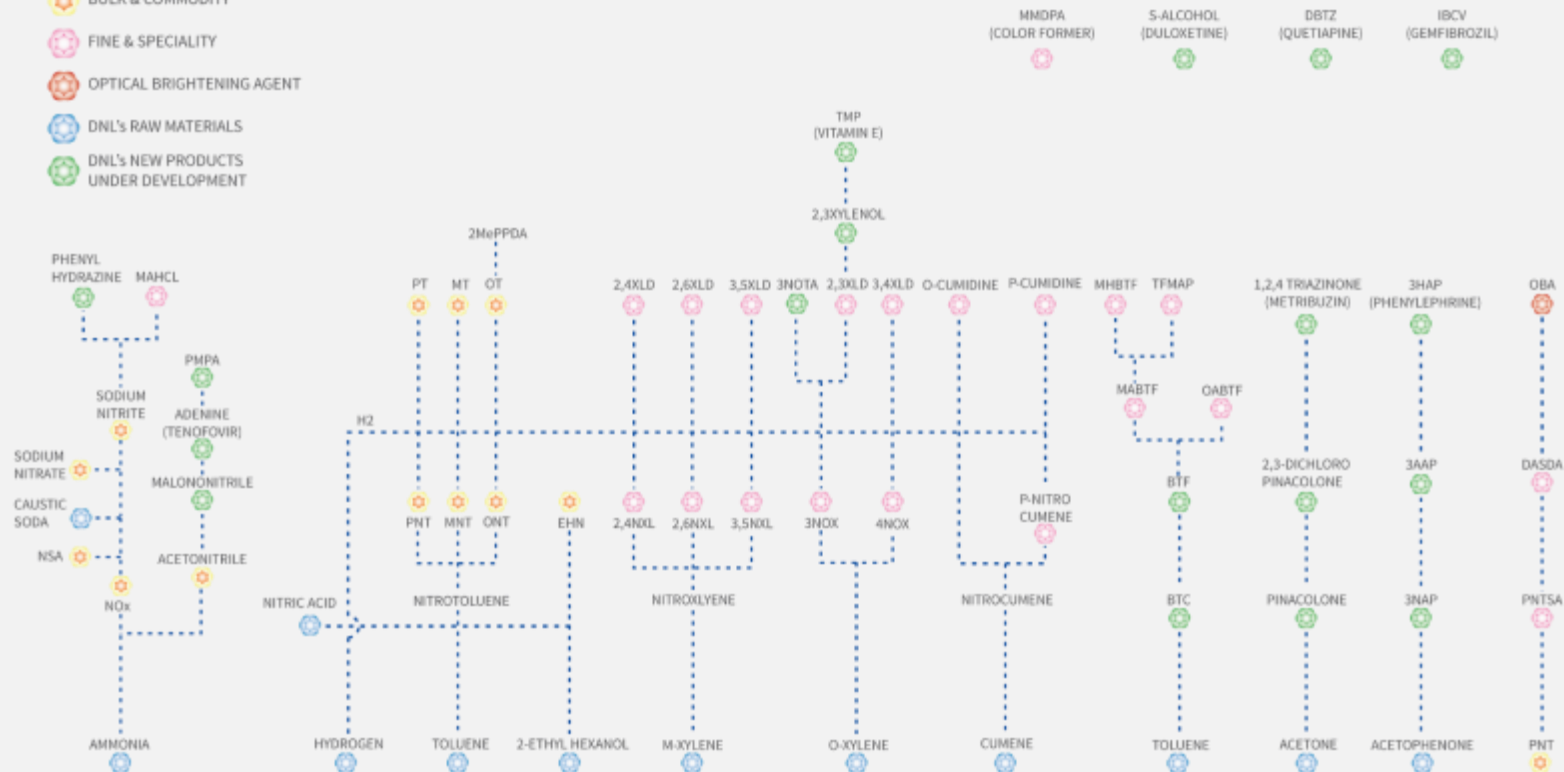 BULK & COMMODITY
FINE & SPECIALITY
OPTICAL BRIGHTENING AGENT
DNL's RAW MATERIALS
DNL's NEW PRODUCTS
UNDER DEVELOPMENT
MMDPA
(COLOR FORMER)
S-ALCOHOL
(DULOXETINE)
DBTZ
(QUETIAPINE)
IBCV
(GEMFIBROZIL)
TMP
(VITAMIN E)
2,3XYLENOL
2MePPDA
PHENYL
HYDRAZINE
MAHCL
PT
MT
OT
2,4XLD
2,6XLD
3,5XLD
3NOTA
2,3XLD
3,4XLD
O-CUMIDINE
P-CUMIDINE
MHBTF
TFMAP
1,2,4 TRIAZINONE
(METRIBUZIN)
3HAP
(PHENYLEPHRINE)
OBA
PMPA
SODIUM
NITRITE
ADENINE
(TENOFOVIR)
MABTF
OABTF
H2
SODIUM
NITRATE
MALONONITRILE
2,3-DICHLORO
PINACOLONE
3AAP
DASDA
BTF
CAUSTIC
SODA
PNT
MNT
ONT
EHN
2,4NXL
2,6NXL
3,5NXL
3NOX
4NOX
P-NITRO
CUMENE
NSA
ACETONITRILE
NOx
NITRIC ACID
NITROTOLUENE
NITROXLYENE
NITROCUMENE
BTC
PINACOLONE
3NAP
PNTSA
AMMONIA
HYDROGEN
TOLUENE
2-ETHYL HEXANOL
M-XYLENE
O-XYLENE
CUMENE
TOLUENE
ACETONE
ACETOPHENONE
PNT